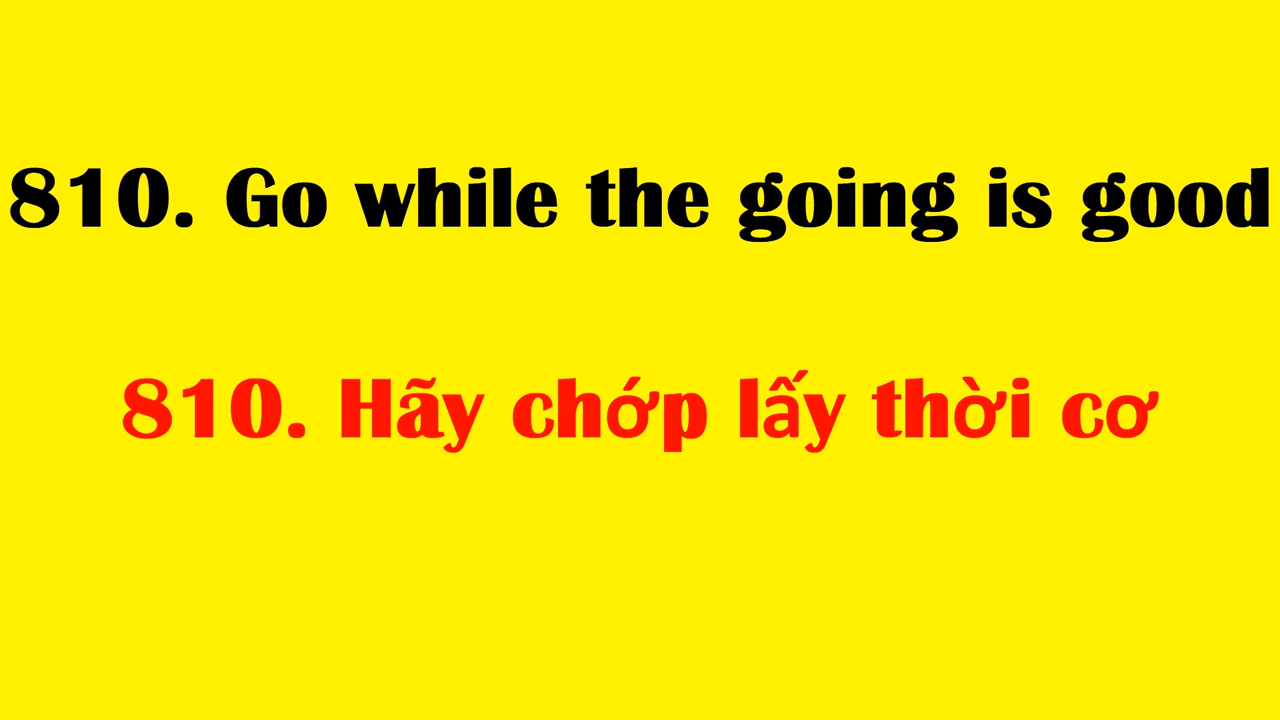 810. Go while the going is good
810. Hãy chớp lấy thời cơ